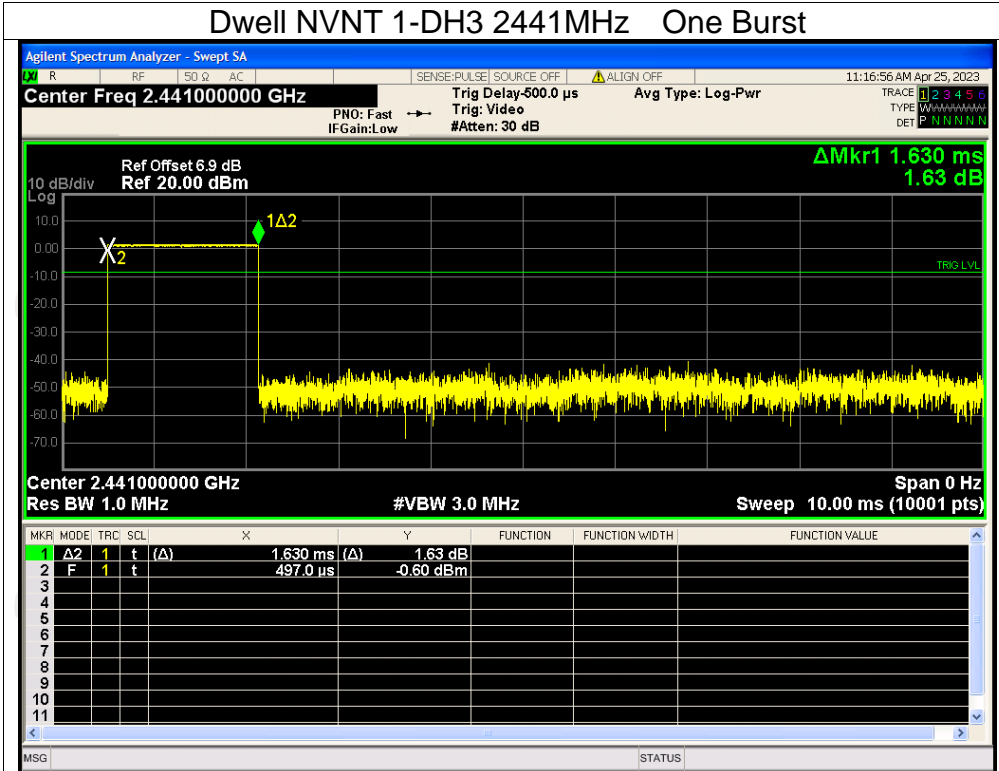 Dwell NVNT 1-DH3 2441MHz One Burst
Agilent Spectrum Analyzer - Swept SA
LXI R RF 50 Ω AC SENSE:PULSE SOURCE OFF ALIGN OFF 11:16:56 AM Apr 25, 2023
Center Freq 2.441000000 GHz Trig Delay-500.0 µs Avg Type: Log-Pwr TRACE 1 2 3 4 5 6
PNO: Fast Trig: Video TYPE WWWWWW
IFGain:Low #Atten: 30 dB DET P N N N N N
ΔMkr1 1.630 ms
Ref Offset 6.9 dB
10 dB/div Ref 20.00 dBm 1.63 dB
Log
10.0
1Δ2
0.00
2
TRIG LVL
-10.0
-20.0
-30.0
-40.0
-50.0
-60.0
-70.0
Center 2.441000000 GHz Span 0 Hz
Res BW 1.0 MHz #VBW 3.0 MHz Sweep 10.00 ms (10001 pts)
MKR MODE TRC SCL X Y FUNCTION FUNCTION WIDTH FUNCTION VALUE
1 Δ2 1 t (Δ) 1.630 ms (Δ) 1.63 dB
2 F 1 t 497.0 µs -0.60 dBm
3
4
5
6
7
8
9
10
11
MSG STATUS